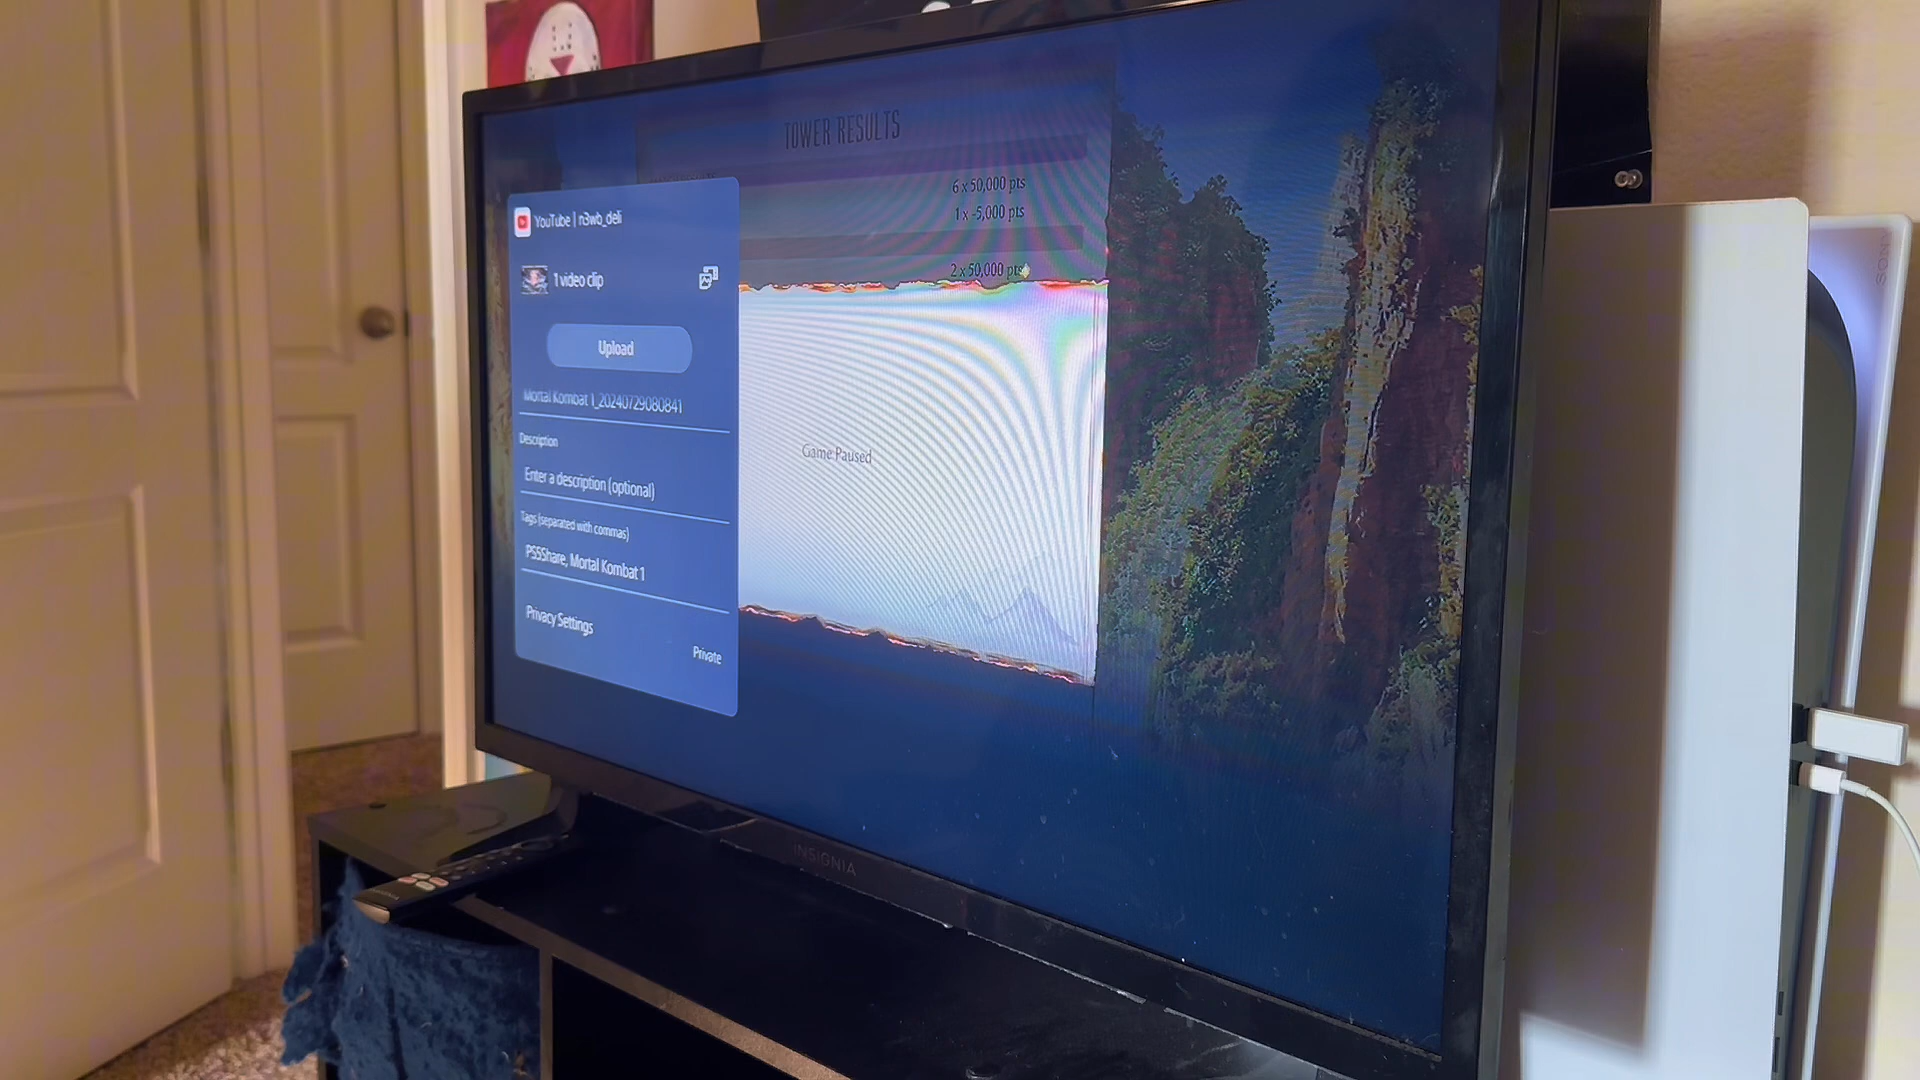 TOWER RESULTS
6 x 50,000 pts
1 x -5,000 pts
2 x 50,000 pts
YouTube | n3wb_deli
1 video clip
Upload
Mortal Kombat 1_20240729080841
Description
Enter a description (optional)
Tags (separated with commas)
PS5Share, Mortal Kombat 1
Privacy Settings
Private
Game Paused
INSIGNIA
SONY